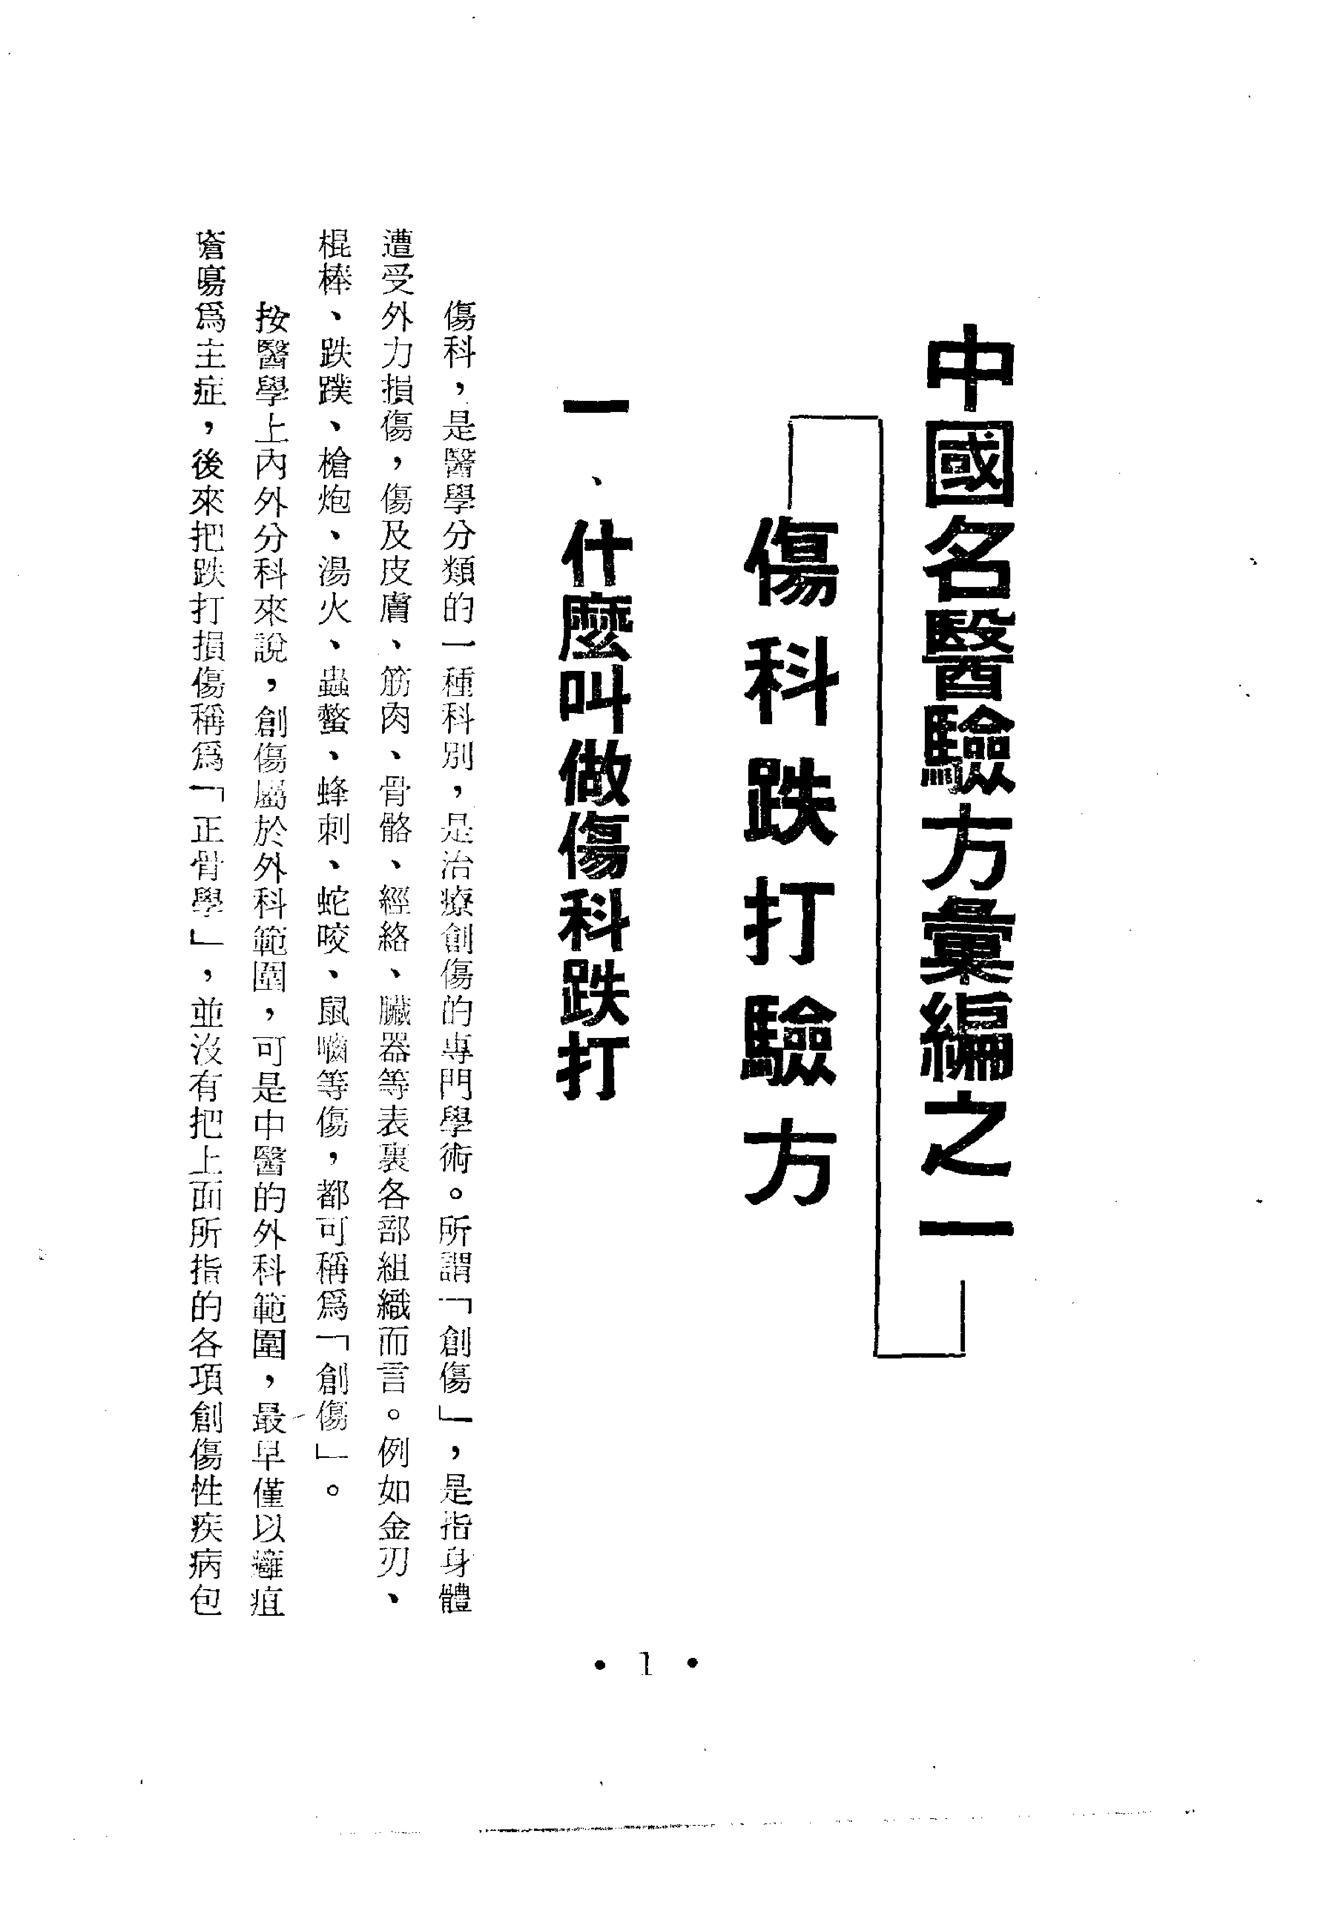 中國名醫驗方彙編之一
傷科跌打驗方
一、什麼叫做傷科跌打
傷科，是醫學分類的一種科別，是治療創傷的專門學術。所謂「創傷」，是指身體
遭受外力損傷，傷及皮膚、筋肉、骨骼、經絡、臟器等表裏各部組織而言。例如金刃、
棍棒、跌蹼、槍炮、湯火、蟲螫、蜂刺、蛇咬、鼠嚙等傷，都可稱爲「創傷」。
按醫學上內外分科來說，創傷屬於外科範圍，可是中醫的外科範圍，最早僅以癰疽
瘡瘍爲主症，後來把跌打損傷稱爲「正骨學」，並沒有把上面所指的各項創傷性疾病包
• 1 •